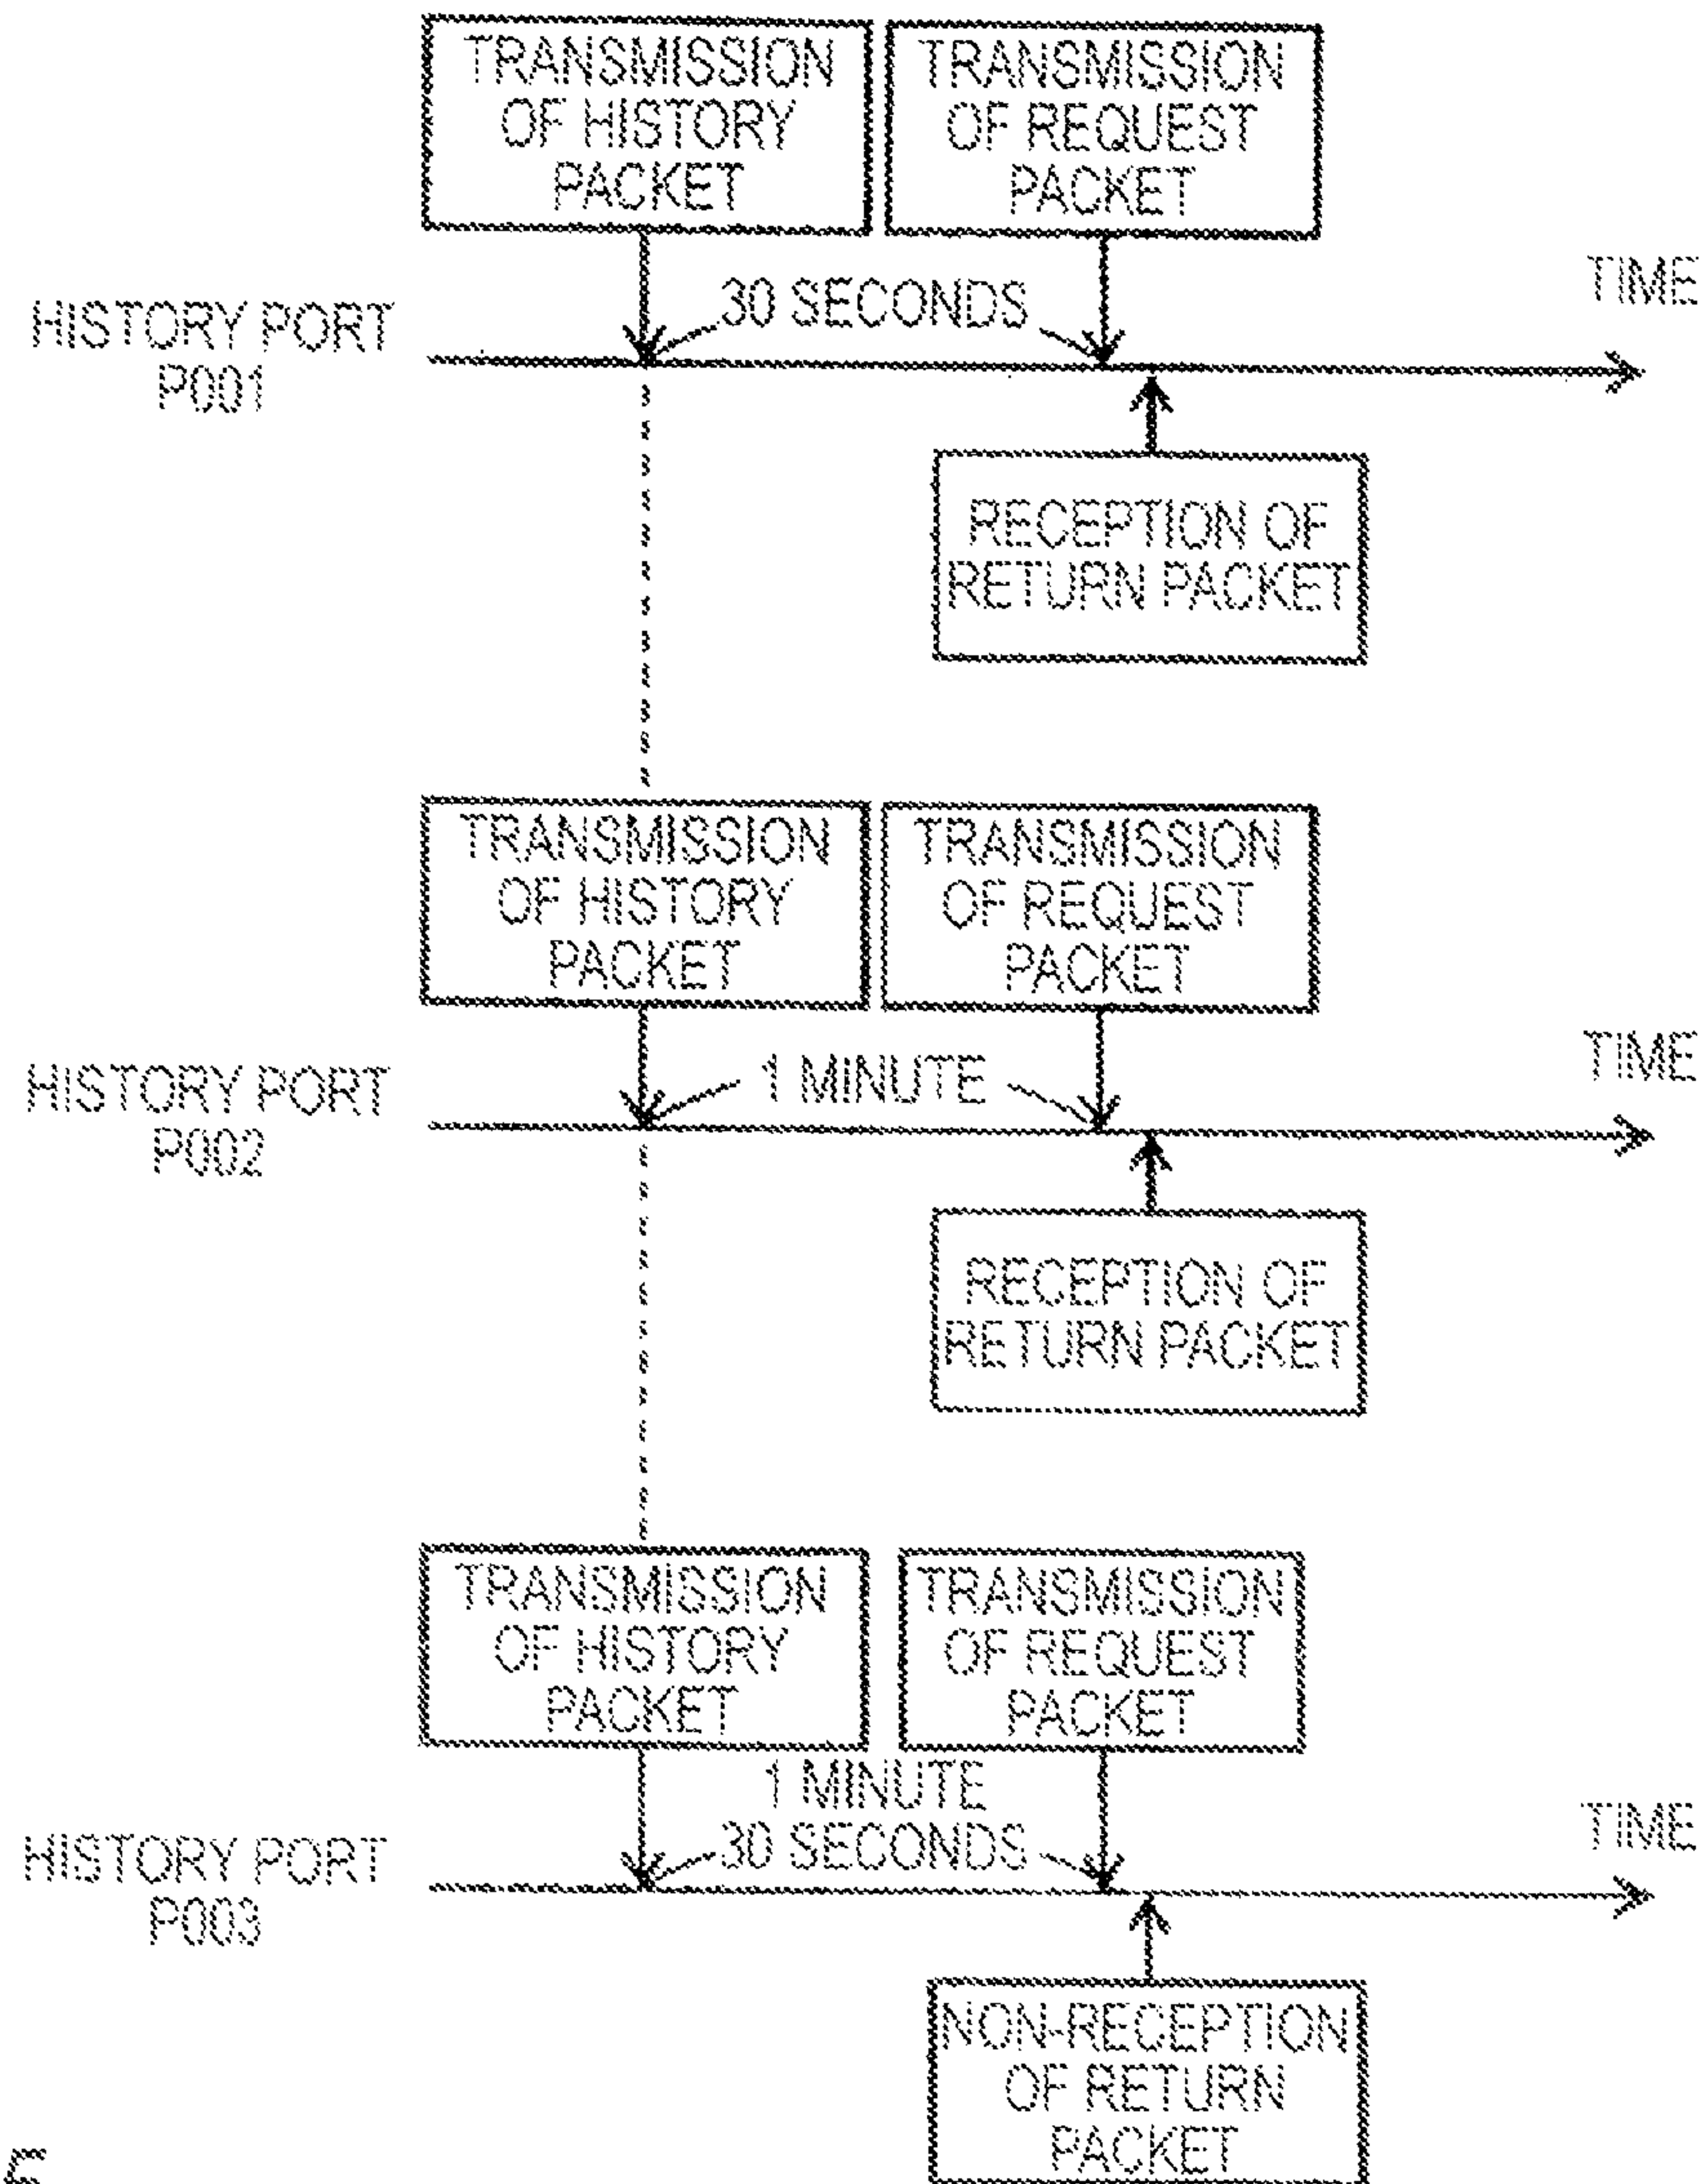 TRANSMISSION
OF HISTORY
PACKET
TRANSMISSION
OF REQUEST
PACKET
30 SECONDS
TIME
HISTORY PORT
P001
RECEPTION OF
RETURN PACKET
TRANSMISSION
OF HISTORY
PACKET
TRANSMISSION
OF REQUEST
PACKET
1 MINUTE
TIME
HISTORY PORT
P002
RECEPTION OF
RETURN PACKET
TRANSMISSION
OF HISTORY
PACKET
TRANSMISSION
OF REQUEST
PACKET
1 MINUTE
30 SECONDS
TIME
HISTORY PORT
P003
NON-RECEPTION
OF RETURN
PACKET